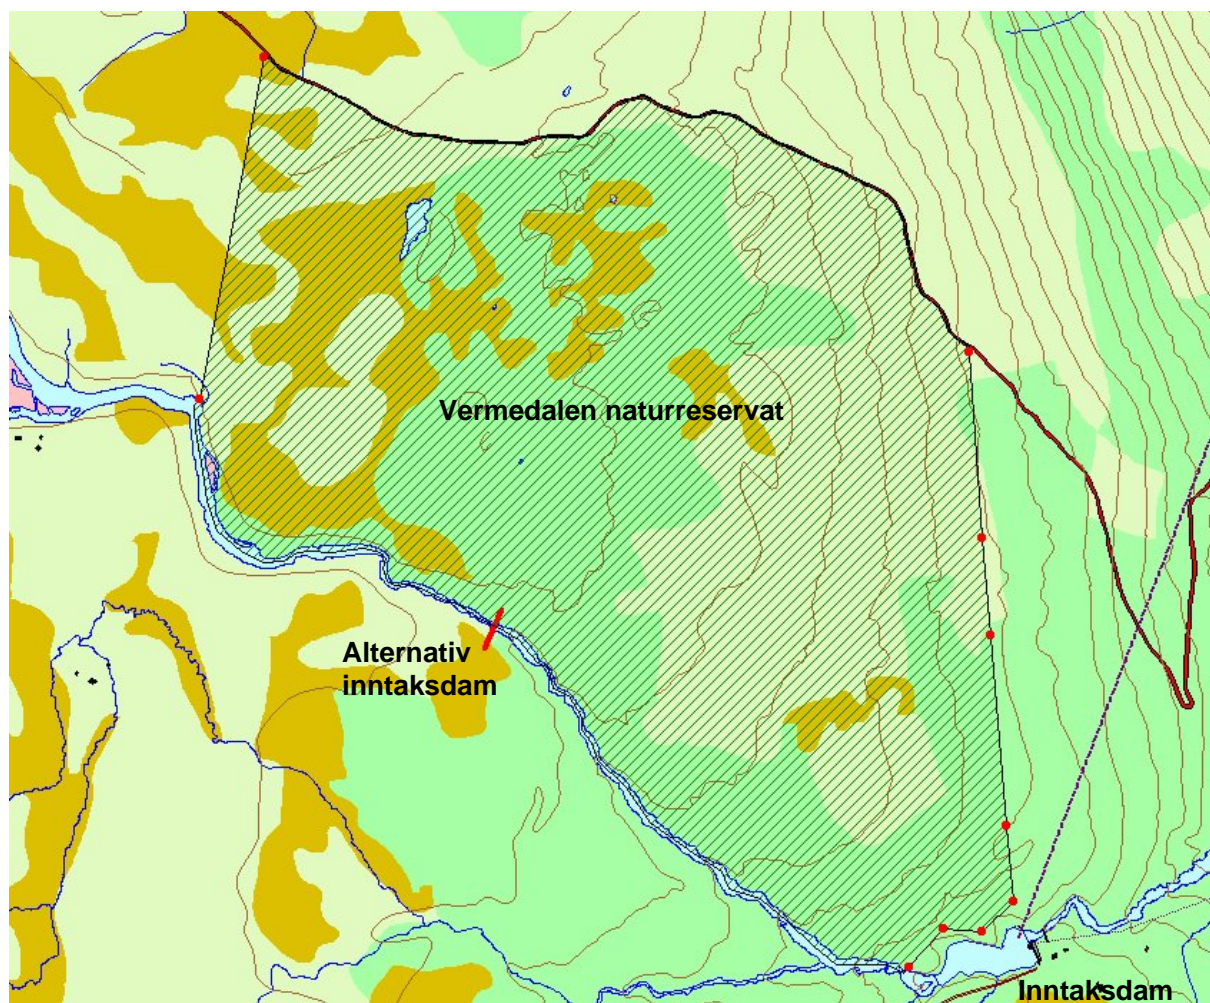 Vermedalen naturreservat
Alternativ
inntaksdam
Inntaksdam